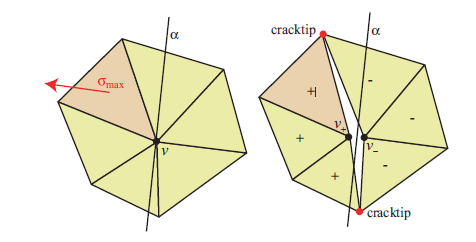 α
σmax
v
cracktip
α
-
+
v+
v-
-
+
-
+
cracktip